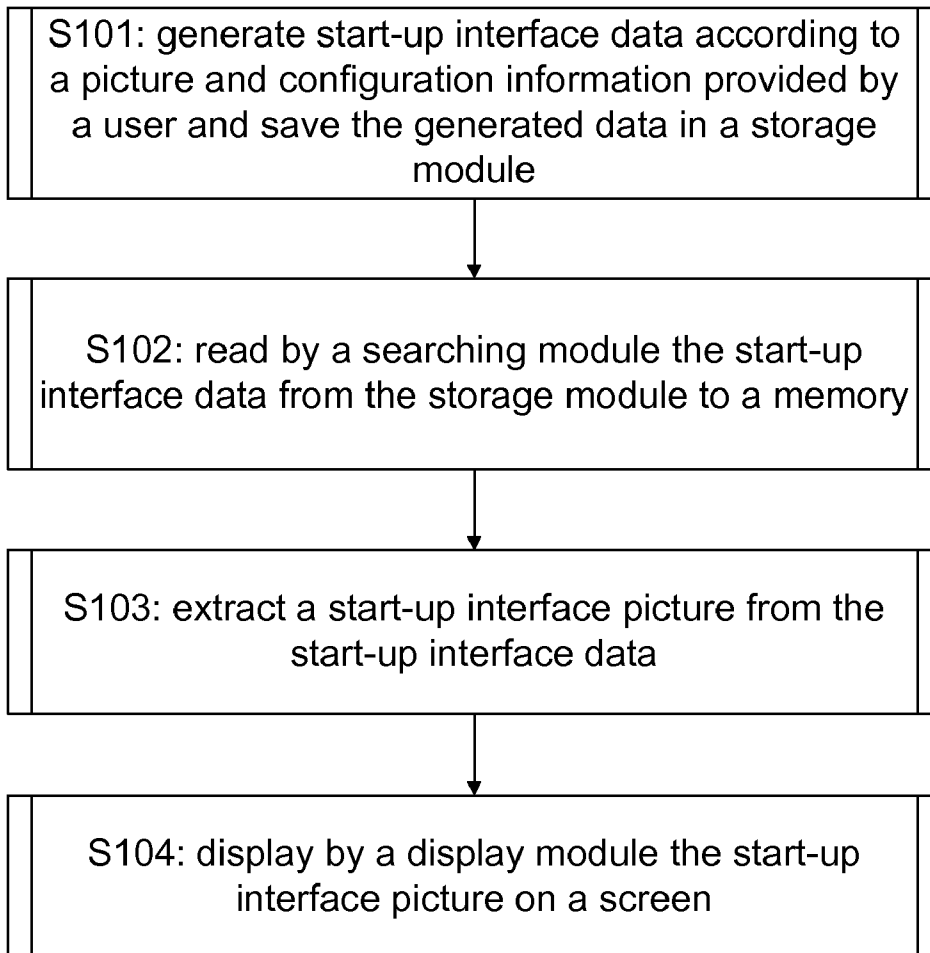 S101: generate start-up interface data according to
a picture and configuration information provided by
a user and save the generated data in a storage
module
S102: read by a searching module the start-up
interface data from the storage module to a memory
S103: extract a start-up interface picture from the
start-up interface data
S104: display by a display module the start-up
interface picture on a screen